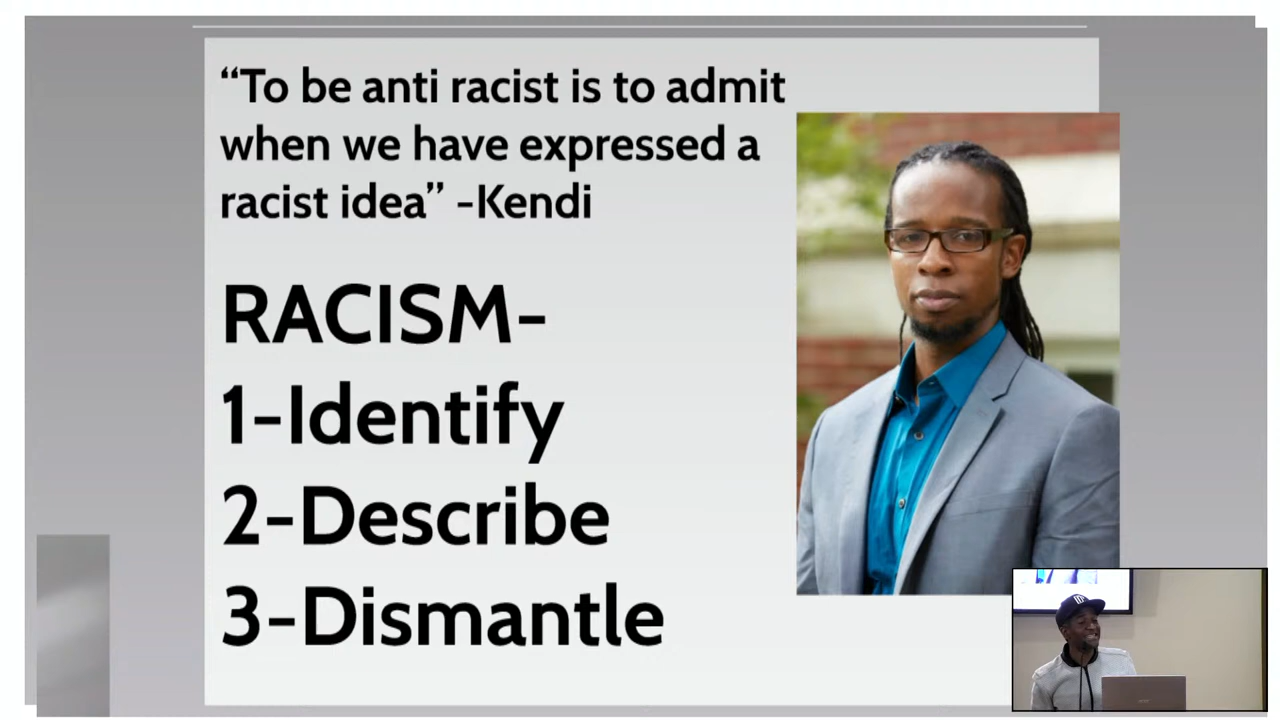 “To be anti racist is to admit
when we have expressed a
racist idea” -Kendi
RACISM-
1-Identify
2-Describe
3-Dismantle